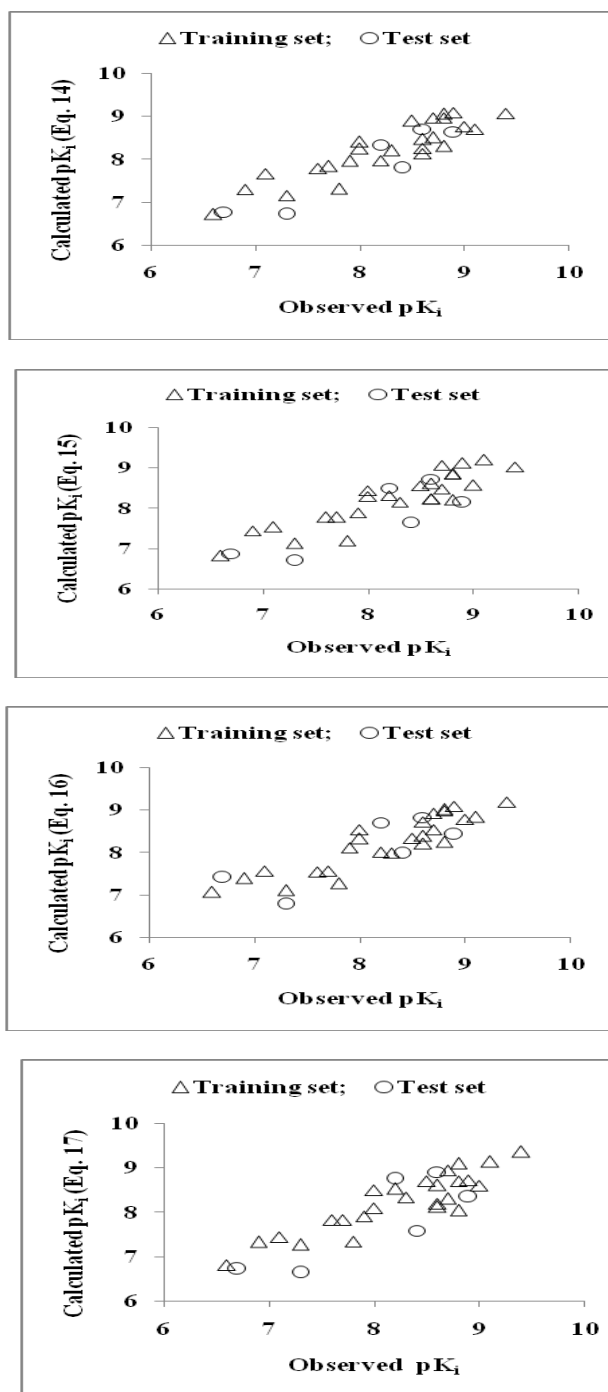 △ Training set; ○ Test set
Calculated pKi (Eq. 14)
10
9
8
7
6
6 7 8 9 10
Observed pKi
△ Training set; ○ Test set
Calculated pKi (Eq. 15)
10
9
8
7
6
6 7 8 9 10
Observed pKi
△ Training set; ○ Test set
Calculated pKi (Eq. 16)
10
9
8
7
6
6 7 8 9 10
Observed pKi
△ Training set; ○ Test set
Calculated pKi (Eq. 17)
10
9
8
7
6
6 7 8 9 10
Observed pKi